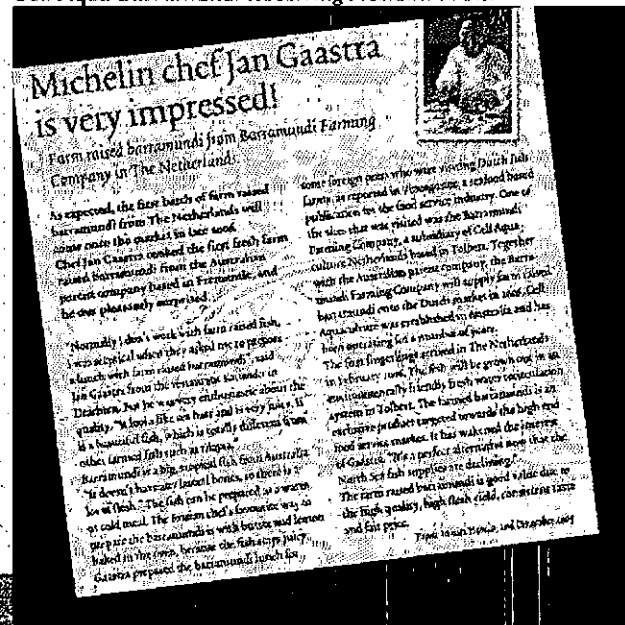 Michelin chef Jan Gaastra
is very impressed!
Farm raised barramundi from Barramundi Farming
Company in The Netherlands
As expected, the first batch of farm raised
barramundi from The Netherlands will
come onto the market in late
Chef Jan Gaastra cooked the first fresh farm
raised barramundi from the Australian
parent company based in Fremantle, and
he was pleasantly surprised.
"Normally I don't work with farm raised fish,
I was sceptical when they asked me to prepare
a lunch with farm raised barramundi", said
Jan Gaastra from the restaurant
but he was very enthusiastic about the
quality. "It looks like sea bass and is very juicy. It
is a beautiful fish, which is totally different from
other farmed fish such as tilapia."
Barramundi is a big, tropical fish from Australia.
"It doesn't have any lateral bones, so there is a
lot of flesh." The fish can be prepared as a warm
or cold meal. The famous chef's favourite way to
prepare the barramundi is with butter and lemon
baked in the oven, because the fish stays juicy.
Gaastra prepared the barramundi lunch for
some foreign press who were viewing Dutch fish
farms, as reported in a seafood based
publication for the food service industry. One of
the sites that was visited was the Barramundi
Farming Company, a subsidiary of Cell Aqua-
culture Netherlands based in Tolbert. Together
with the Australian parent company, the Barra-
mundi Farming Company will supply farm raised
barramundi onto the Dutch market in Cell
Aquaculture was established in Australia and has
been operating for a number of years.
The first fingerlings arrived in The Netherlands
in February The fish will be grown out in an
environmentally friendly, fresh water recirculation
system in Tolbert. The farmed barramundi is an
exclusive product targeted towards the high end
food service market. It has wakened the interest
of Gaastra. "It's a perfect alternative now that the
North Sea fish supplies are declining."
The farm raised barramundi is good value due to
the high quality, high flesh yield, consistent taste
and fair price.